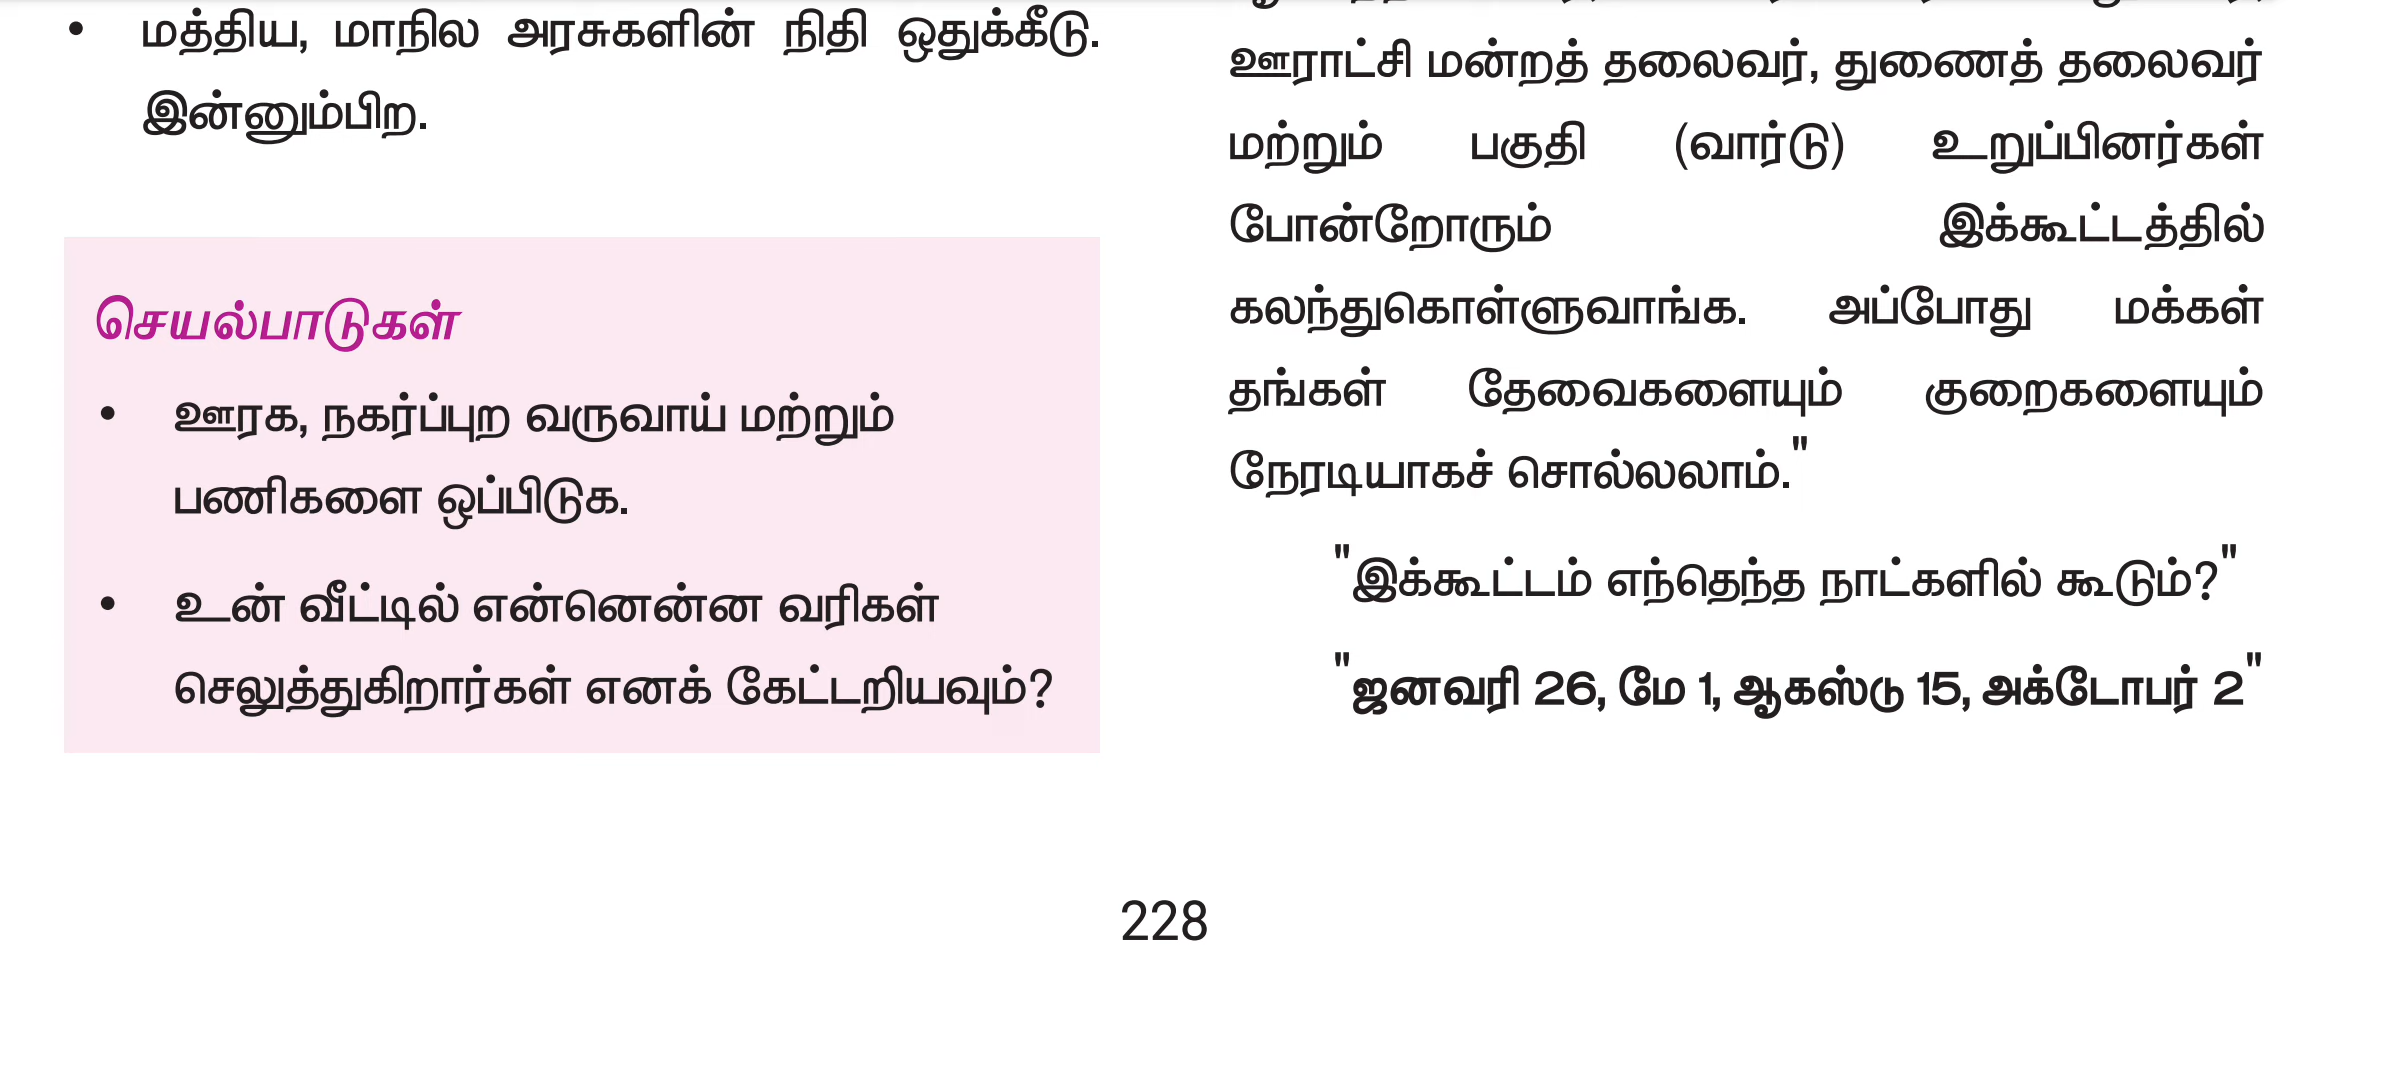 • மத்திய, மாநில அரசுகளின் நிதி ஒதுக்கீடு.
இன்னும்பிற.
செயல்பாடுகள்
• ஊரக, நகர்ப்புற வருவாய் மற்றும்
பணிகளை ஒப்பிடுக.
• உன் வீட்டில் என்னென்ன வரிகள்
செலுத்துகிறார்கள் எனக் கேட்டறியவும்?
ஊராட்சி மன்றத் தலைவர், துணைத் தலைவர்
மற்றும் பகுதி (வார்டு) உறுப்பினர்கள்
போன்றோரும் இக்கூட்டத்தில்
கலந்துகொள்ளுவாங்க. அப்போது மக்கள்
தங்கள் தேவைகளையும் குறைகளையும்
நேரடியாகச் சொல்லலாம்."
"இக்கூட்டம் எந்தெந்த நாட்களில் கூடும்?"
"ஜனவரி 26, மே 1, ஆகஸ்டு 15, அக்டோபர் 2"
228